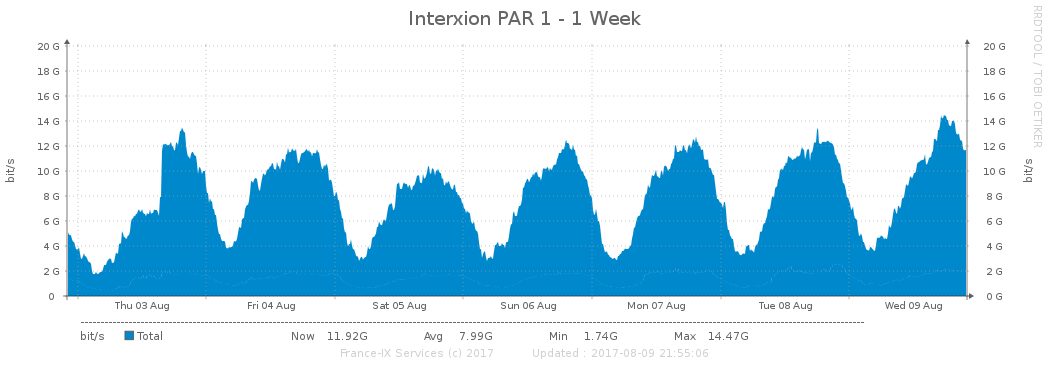 Interxion PAR 1 - 1 Week
RRDTOOL / TOBI OETIKER
bit/s
20 G 20 G
18 G 18 G
16 G 16 G
14 G 14 G
12 G 12 G
10 G 10 G
8 G 8 G
6 G 6 G
4 G 4 G
2 G 2 G
0 0 G
bit/s
Thu 03 Aug Fri 04 Aug Sat 05 Aug Sun 06 Aug Mon 07 Aug Tue 08 Aug Wed 09 Aug
bit/s Total Now 11.92G Avg 7.99G Min 1.74G Max 14.47G
France-IX Services (c) 2017 Updated : 2017-08-09 21:55:06